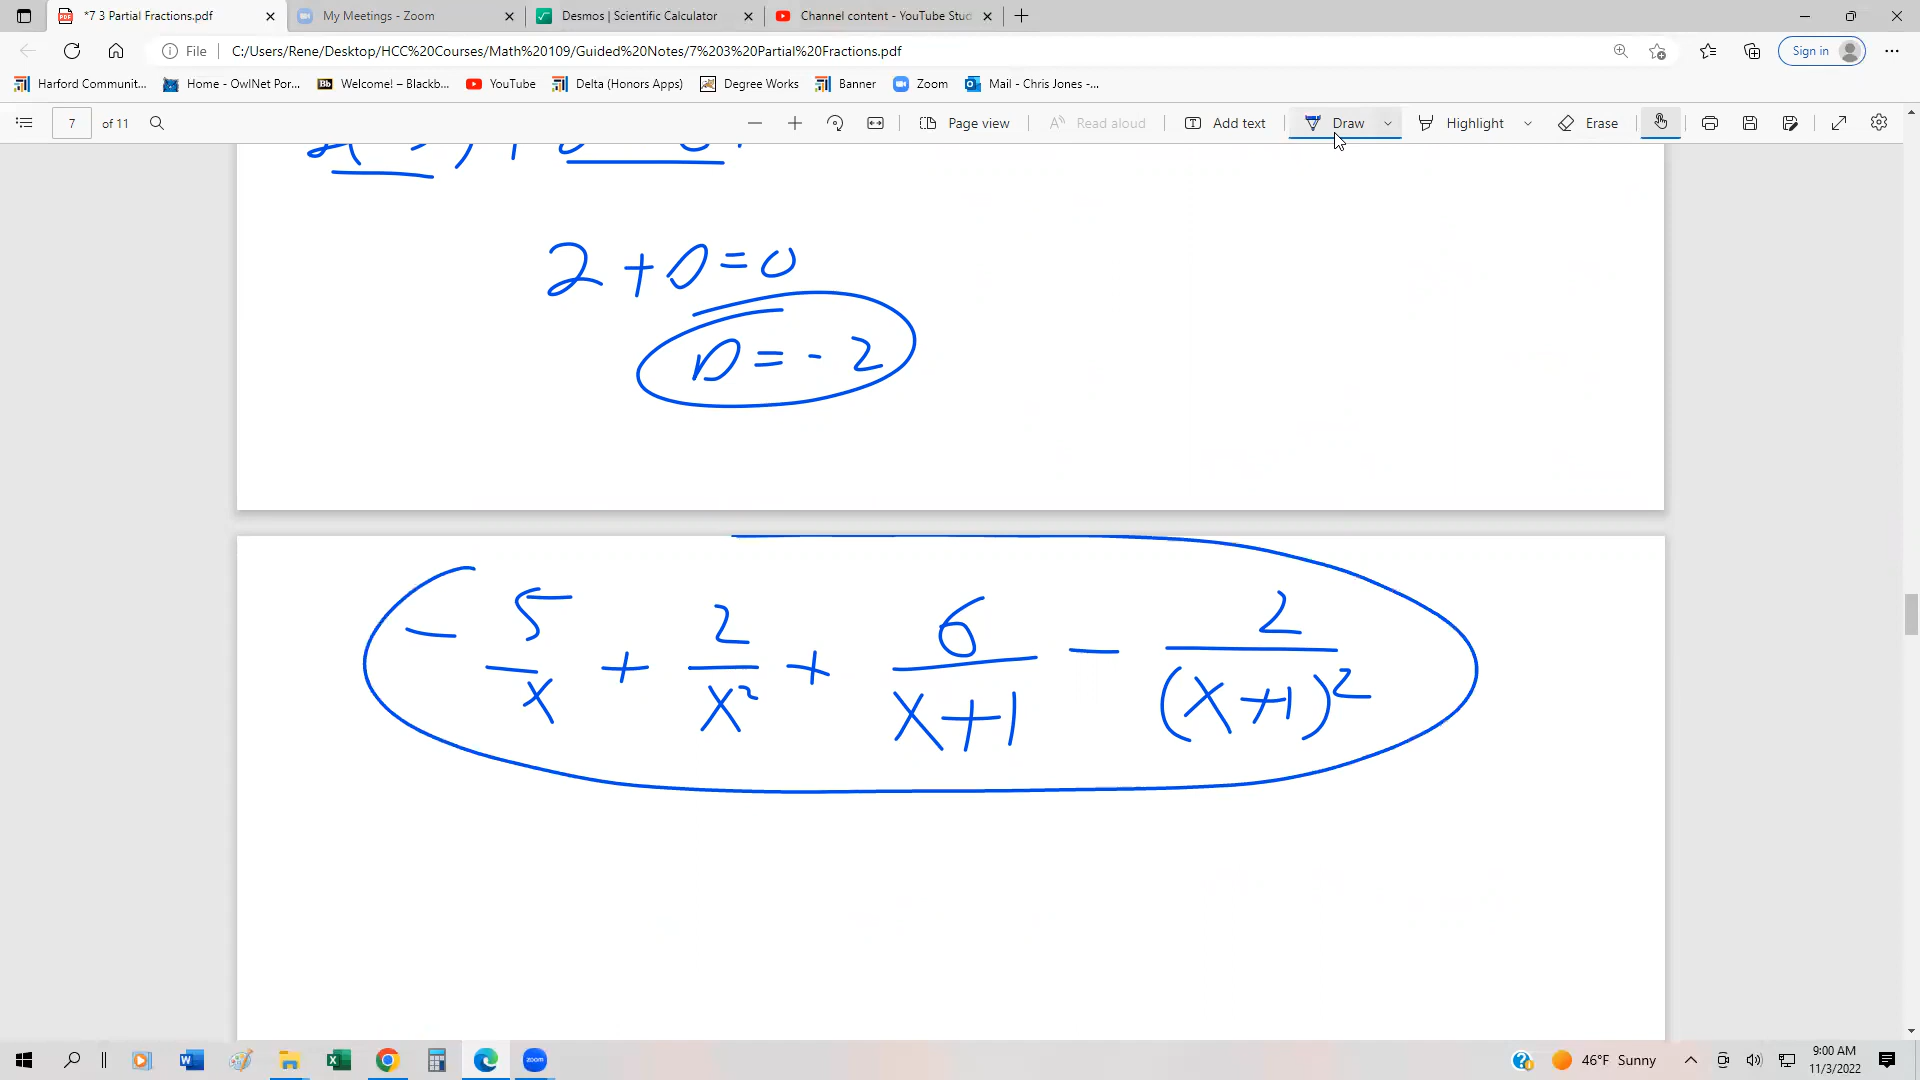 *7 3 Partial Fractions.pdf
My Meetings - Zoom
Desmos | Scientific Calculator
Channel content - YouTube Stud
File
C:/Users/Rene/Desktop/HCC%20Courses/Math%20109/Guided%20Notes/7%203%20Partial%20Fractions.pdf
Sign in
Harford Communit...
Home - OwlNet Por...
Bb Welcome! – Blackb...
YouTube
Delta (Honors Apps)
Degree Works
Banner
Zoom
Mail - Chris Jones -...
7 of 11
Page view
Read aloud
Add text
Draw
Highlight
Erase
2 + D = 0
D = - 2
- 5/x + 2/x² + 6/x+1 - 2/(x+1)²
zoom
46°F Sunny
9:00 AM
11/3/2022